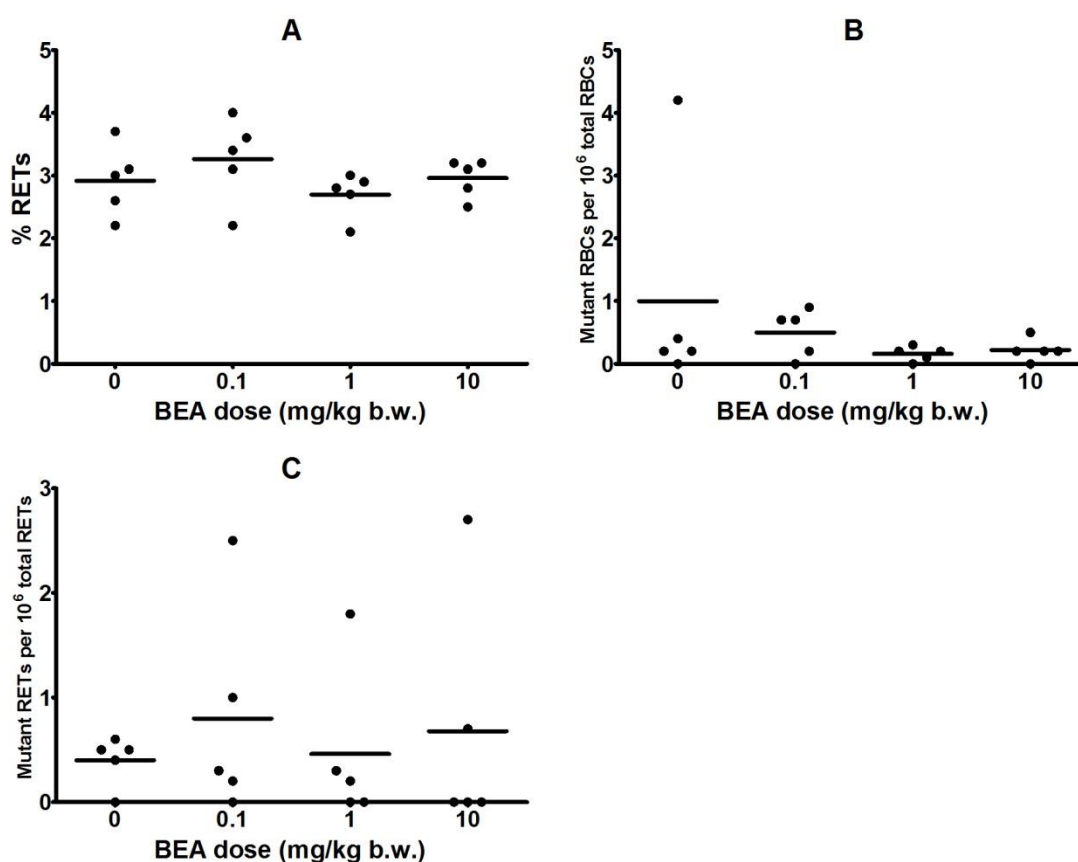 A
% RETs
5
4
3
2
1
0
0 0.1 1 10
BEA dose (mg/kg b.w.)
B
Mutant RBCs per 10⁶ total RBCs
5
4
3
2
1
0
0 0.1 1 10
BEA dose (mg/kg b.w.)
C
Mutant RETs per 10⁶ total RETs
3
2
1
0
0 0.1 1 10
BEA dose (mg/kg b.w.)